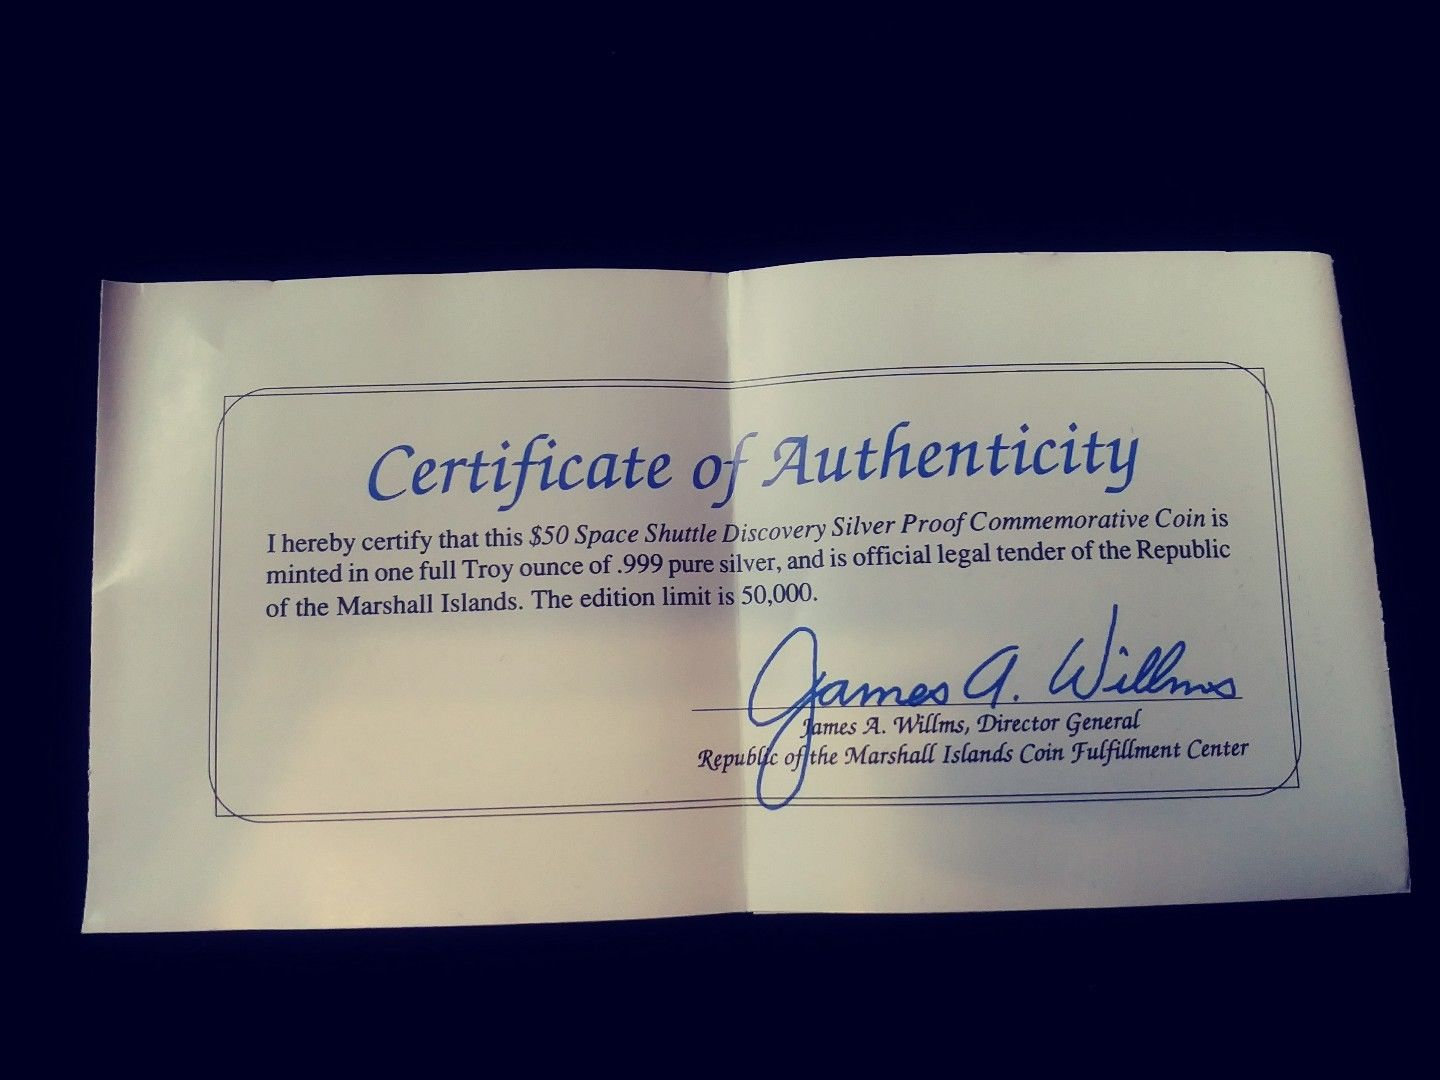 Certificate of Authenticity
I hereby certify that this $50 Space Shuttle Discovery Silver Proof Commemorative Coin is
minted in one full Troy ounce of .999 pure silver, and is official legal tender of the Republic
of the Marshall Islands. The edition limit is 50,000.
James A. Willms
James A. Willms, Director General
Republic of the Marshall Islands Coin Fulfillment Center